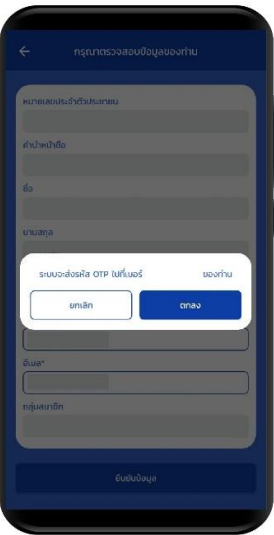 กรุณาตรวจสอบข้อมูลของท่าน
หมายเลขประจำตัวประชาชน
คำนำหน้าชื่อ
ชื่อ
นามสกุล
ระบบจะส่งรหัส OTP ไปที่เบอร์ ของท่าน
ยกเลิก ตกลง
อีเมล*
กลุ่มสมาชิก
ยืนยันข้อมูล